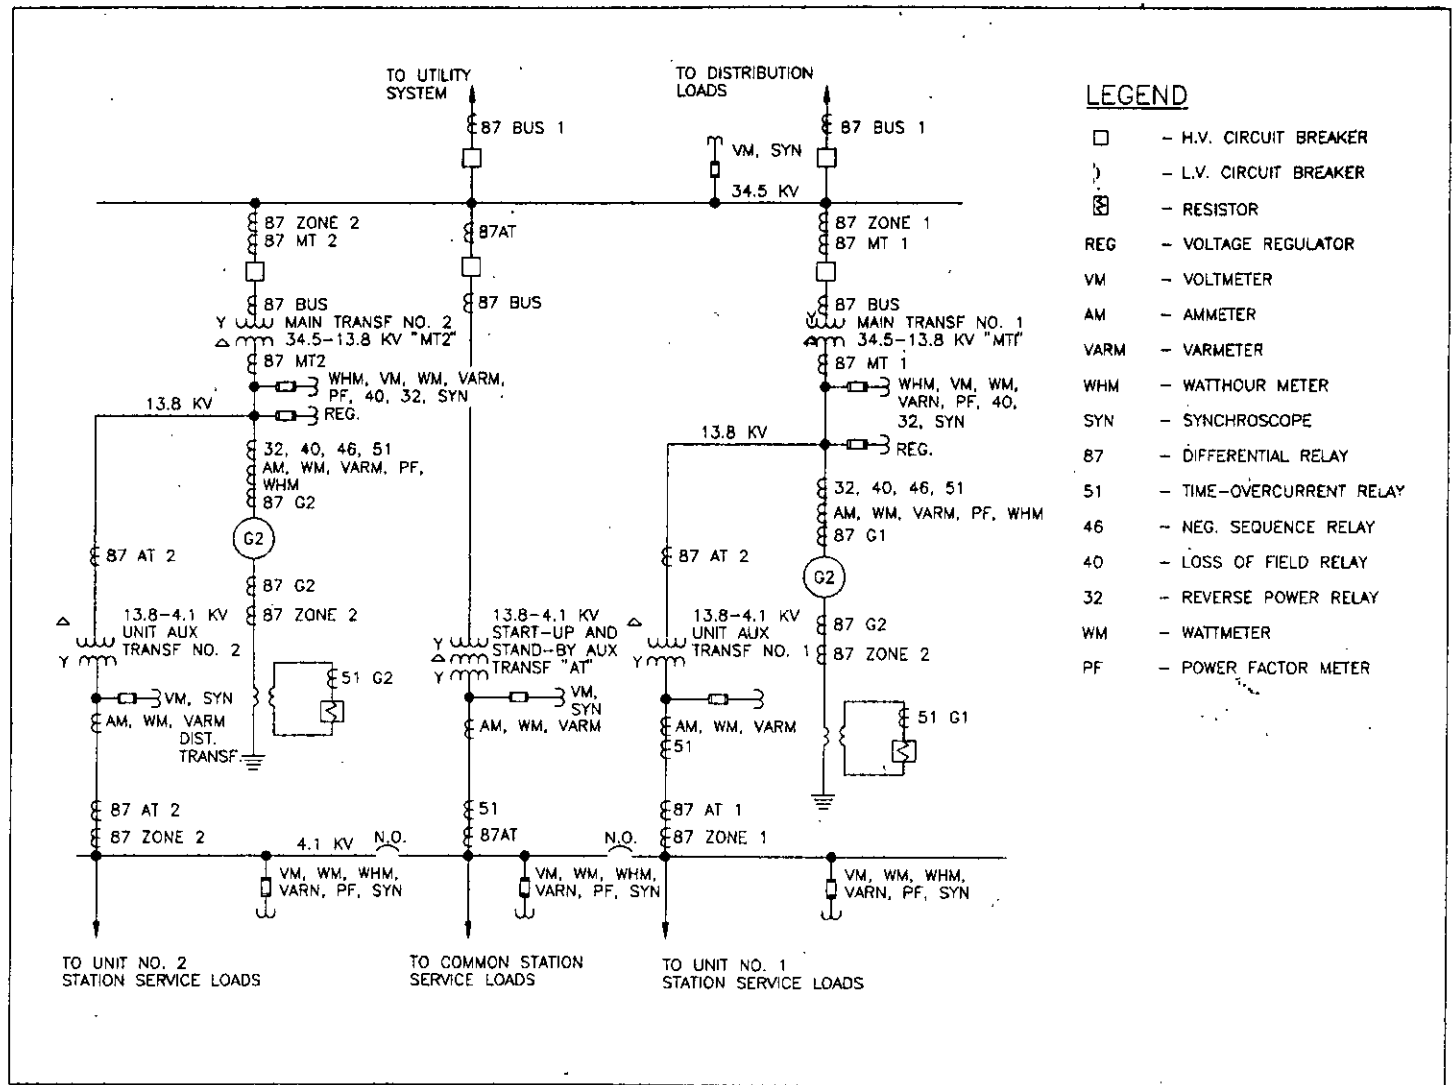 TO UTILITY
SYSTEM
TO DISTRIBUTION
LOADS
87 BUS 1
87 BUS 1
VM, SYN
34.5 KV
87 ZONE 2
87 MT 2
87AT
87 ZONE 1
87 MT 1
87 BUS
87 BUS
87 BUS
Y
MAIN TRANSF NO. 2
34.5-13.8 KV "MT2"
Δ
Y
MAIN TRANSF NO. 1
34.5-13.8 KV "MT1"
Δ
87 MT2
87 MT 1
WHM, VM, WM, VARM,
PF, 40, 32, SYN
WHM, VM, WM,
VARN, PF, 40,
32, SYN
13.8 KV
REG.
13.8 KV
REG.
32, 40, 46, 51
AM, WM, VARM, PF,
WHM
87 G2
32, 40, 46, 51
AM, WM, VARM, PF, WHM
87 G1
G2
G2
87 AT 2
87 AT 2
87 G2
87 ZONE 2
87 G2
87 ZONE 2
Δ
13.8-4.1 KV
UNIT AUX
TRANSF NO. 2
Y
13.8-4.1 KV
START-UP AND
STAND-BY AUX
TRANSF "AT"
Y
Δ
Y
Δ
13.8-4.1 KV
UNIT AUX
TRANSF NO. 1
Y
51 G2
51 G1
VM, SYN
AM, WM, VARM
DIST.
TRANSF.
VM,
SYN
AM, WM, VARM
AM, WM, VARM
51
87 AT 2
87 ZONE 2
51
87AT
87 AT 1
87 ZONE 1
4.1 KV
N.O.
N.O.
VM, WM, WHM,
VARN, PF, SYN
VM, WM, WHM,
VARN, PF, SYN
VM, WM, WHM,
VARN, PF, SYN
TO UNIT NO. 2
STATION SERVICE LOADS
TO COMMON STATION
SERVICE LOADS
TO UNIT NO. 1
STATION SERVICE LOADS
LEGEND
- H.V. CIRCUIT BREAKER
- L.V. CIRCUIT BREAKER
- RESISTOR
REG - VOLTAGE REGULATOR
VM - VOLTMETER
AM - AMMETER
VARM - VARMETER
WHM - WATTHOUR METER
SYN - SYNCHROSCOPE
87 - DIFFERENTIAL RELAY
51 - TIME-OVERCURRENT RELAY
46 - NEG. SEQUENCE RELAY
40 - LOSS OF FIELD RELAY
32 - REVERSE POWER RELAY
WM - WATTMETER
PF - POWER FACTOR METER